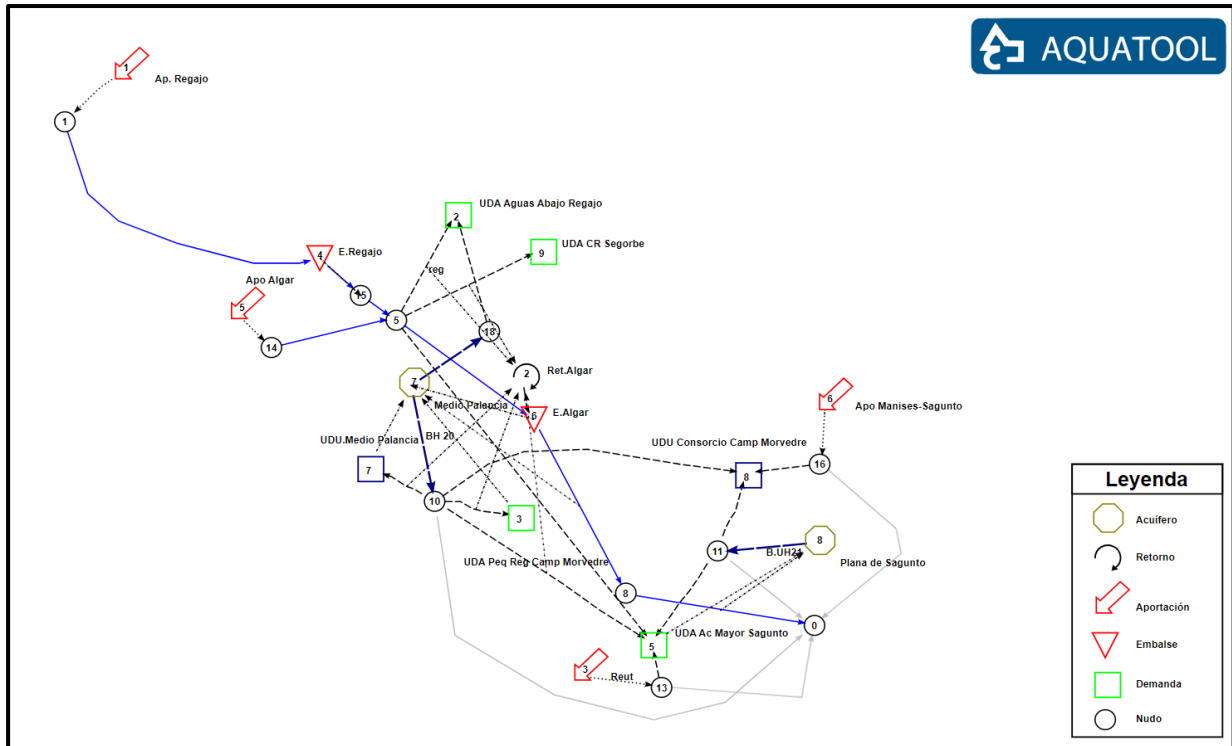 AQUATOOL
1
Ap. Regajo
1
2
UDA Aguas Abajo Regajo
UDA CR Segorbe
9
4
E.Regajo
reg
Apo Algar
5
15
5
18
14
2
Ret.Algar
7
Medio Palancia
6
E.Algar
6
Apo Manises-Sagunto
UDU.Medio Palancia
BH 20
UDU Consorcio Camp Morvedre
7
8
16
10
3
Leyenda
Acuífero
Retorno
Aportación
Embalse
Demanda
Nudo
8
11
B.UH21
Plana de Sagunto
UDA Peq Reg Camp Morvedre
8
0
UDA Ac Mayor Sagunto
5
3
Reut
13